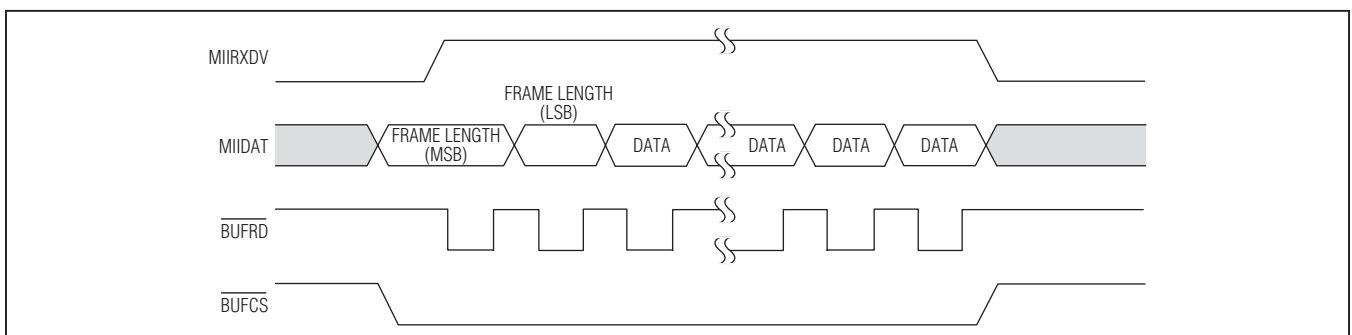 MIIRXDV
FRAME LENGTH
(LSB)
MIIDAT
FRAME LENGTH
(MSB)
DATA
DATA
DATA
DATA
BUFRD
BUFCS